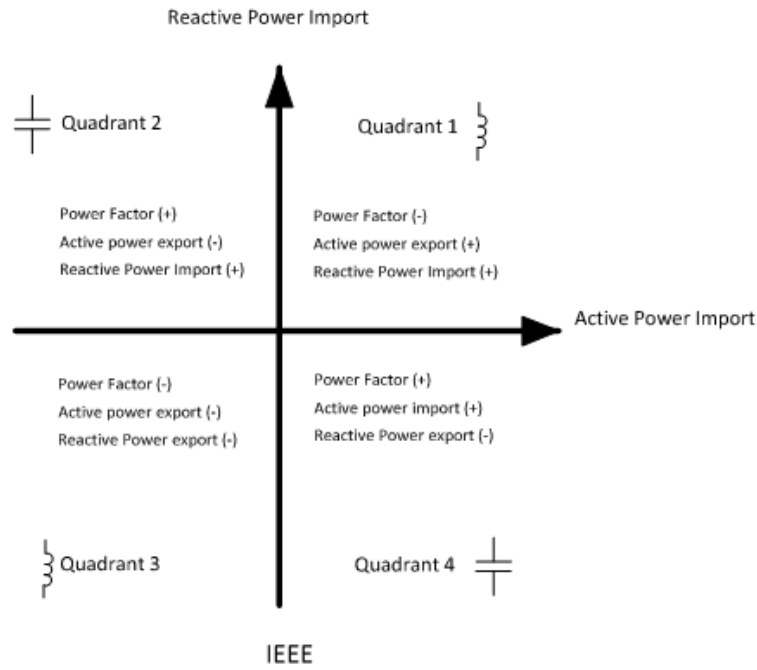 Reactive Power Import
Quadrant 2
Quadrant 1
Power Factor (+)
Active power export (-)
Reactive Power Import (+)
Power Factor (-)
Active power export (+)
Reactive Power Import (+)
Active Power Import
Power Factor (-)
Active power export (-)
Reactive Power export (-)
Power Factor (+)
Active power import (+)
Reactive Power export (-)
Quadrant 3
Quadrant 4
IEEE